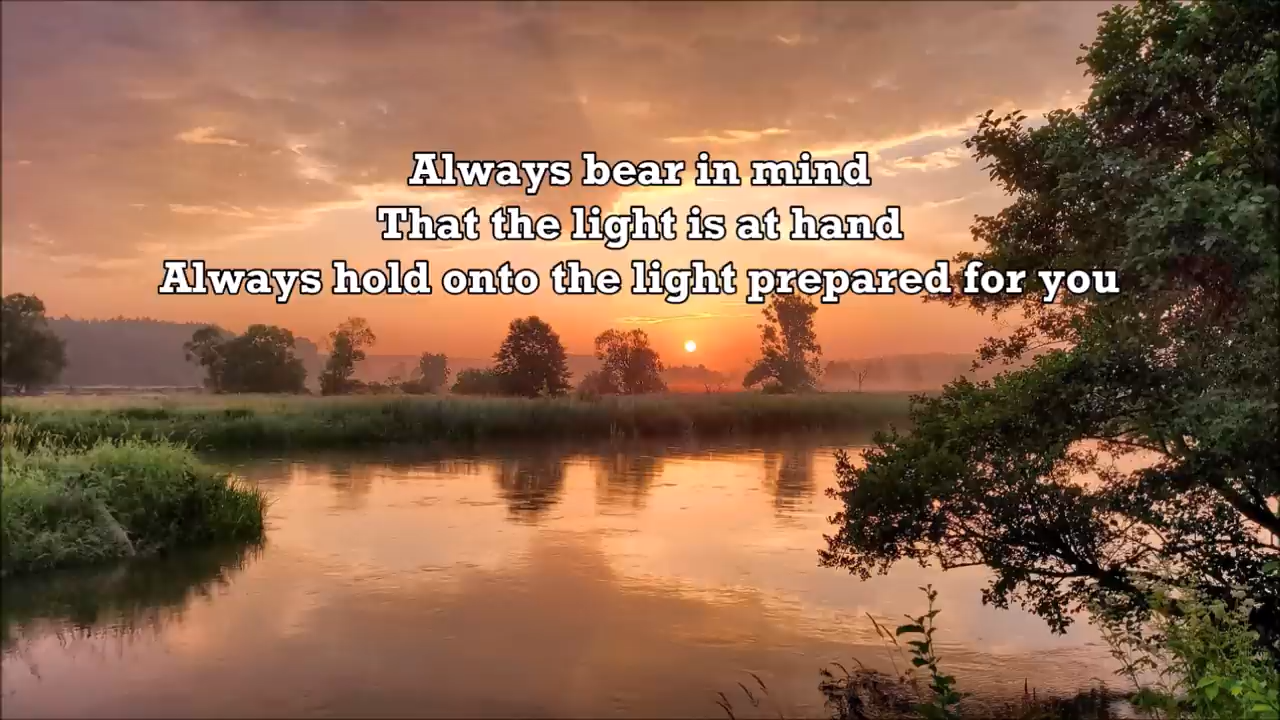 Always bear in mind
That the light is at hand
Always hold onto the light prepared for you